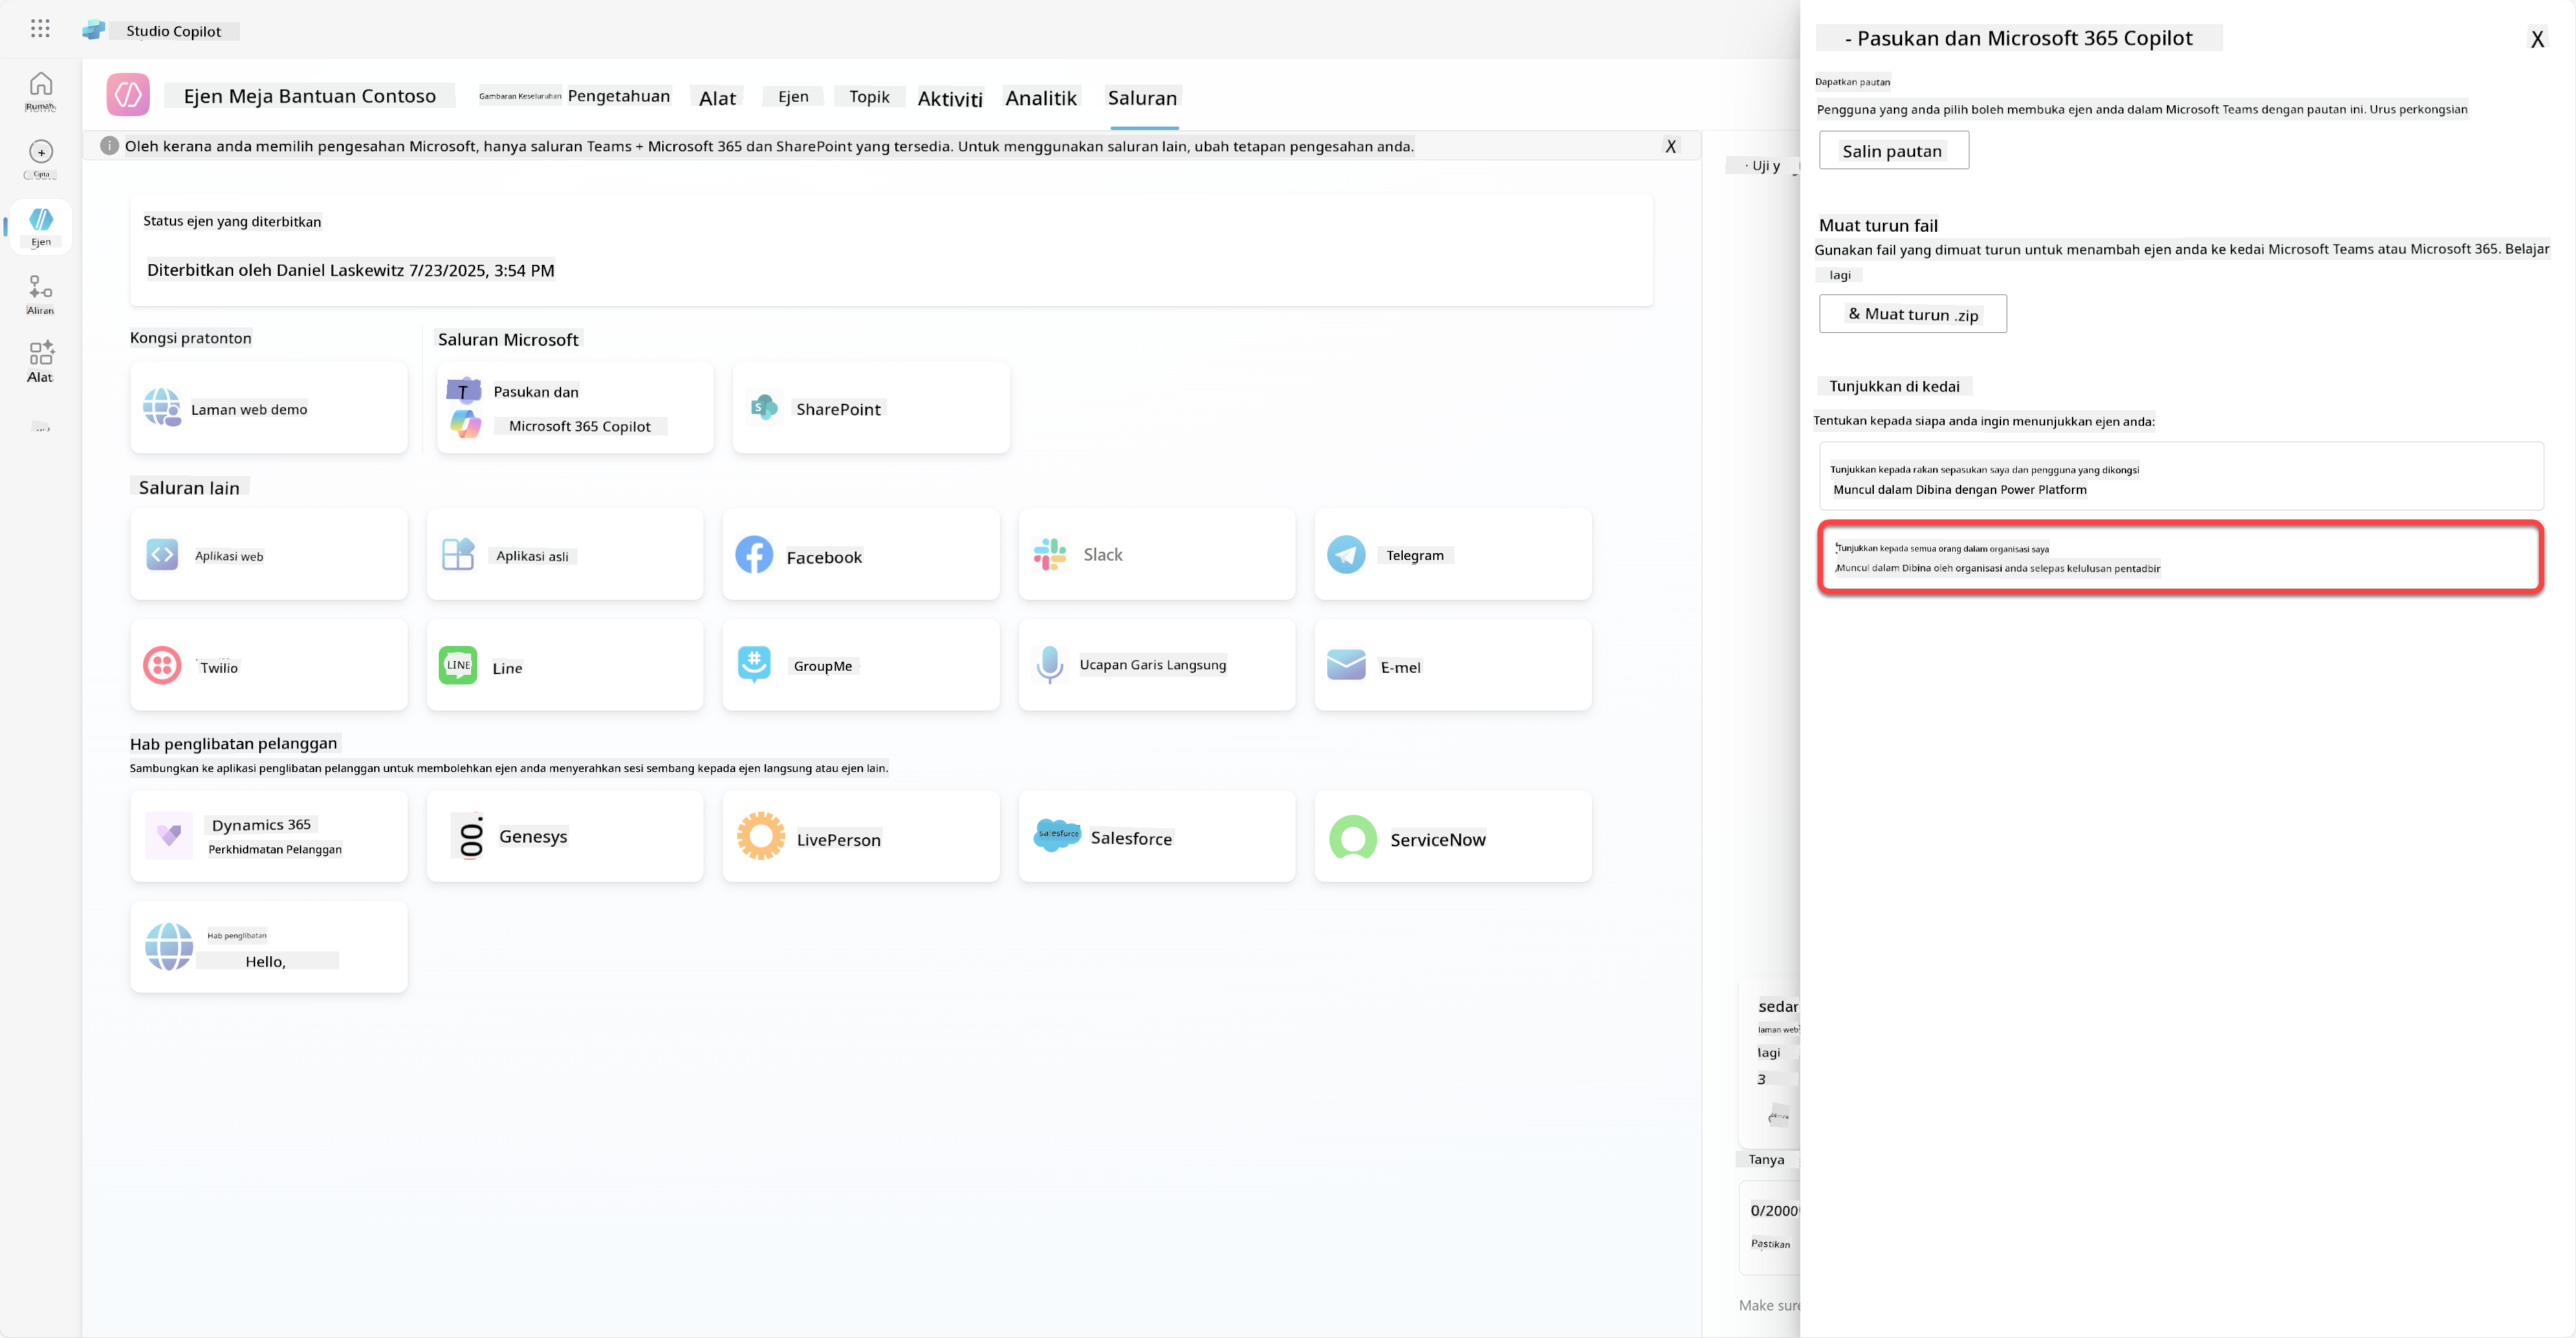 Studio Copilot
Rumah
Cipta
Ejen
Aliran
Alat
Ejen Meja Bantuan Contoso
Gambaran Keseluruhan
Pengetahuan
Alat
Ejen
Topik
Aktiviti
Analitik
Saluran
Oleh kerana anda memilih pengesahan Microsoft, hanya saluran Teams + Microsoft 365 dan SharePoint yang tersedia. Untuk menggunakan saluran lain, ubah tetapan pengesahan anda.
X
Status ejen yang diterbitkan
Diterbitkan oleh Daniel Laskewitz 7/23/2025, 3:54 PM
Kongsi pratonton
Laman web demo
Saluran Microsoft
T
Pasukan dan
Microsoft 365 Copilot
SharePoint
Saluran lain
Aplikasi web
Aplikasi asli
Facebook
Slack
Telegram
Twilio
LINE
Line
GroupMe
Ucapan Garis Langsung
E-mel
Hab penglibatan pelanggan
Sambungkan ke aplikasi penglibatan pelanggan untuk membolehkan ejen anda menyerahkan sesi sembang kepada ejen langsung atau ejen lain.
Dynamics 365
Perkhidmatan Pelanggan
Genesys
LivePerson
salesforce
Salesforce
ServiceNow
Hab penglibatan
Hello,
· Uji y
sedar
laman web
lagi
3
Tanya
0/2000
Pastikan
Make sure
- Pasukan dan Microsoft 365 Copilot
X
Dapatkan pautan
Pengguna yang anda pilih boleh membuka ejen anda dalam Microsoft Teams dengan pautan ini. Urus perkongsian
Salin pautan
Muat turun fail
Gunakan fail yang dimuat turun untuk menambah ejen anda ke kedai Microsoft Teams atau Microsoft 365. Belajar
lagi
& Muat turun .zip
Tunjukkan di kedai
Tentukan kepada siapa anda ingin menunjukkan ejen anda:
Tunjukkan kepada rakan sepasukan saya dan pengguna yang dikongsi
Muncul dalam Dibina dengan Power Platform
Tunjukkan kepada semua orang dalam organisasi saya
Muncul dalam Dibina oleh organisasi anda selepas kelulusan pentadbir